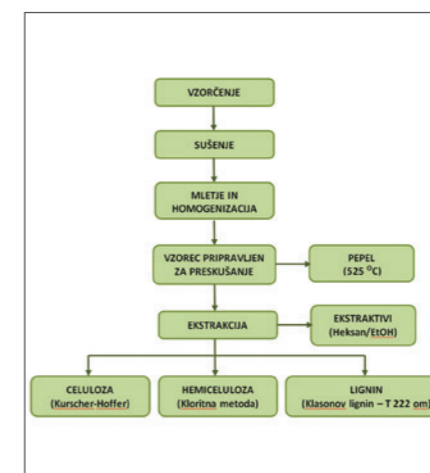 VZORČENJE
SUŠENJE
MLETJE IN
HOMOGENIZACIJA
VZOREC PRIPRAVLJEN
ZA PRESKUŠANJE
PEPEL
(525 ⁰C)
EKSTRAKCIJA
EKSTRAKTIVI
(Heksan/EtOH)
CELULOZA
(Kurscher-Hoffer)
HEMICELULOZA
(Kloritna metoda)
LIGNIN
(Klasonov lignin – T 222 om)